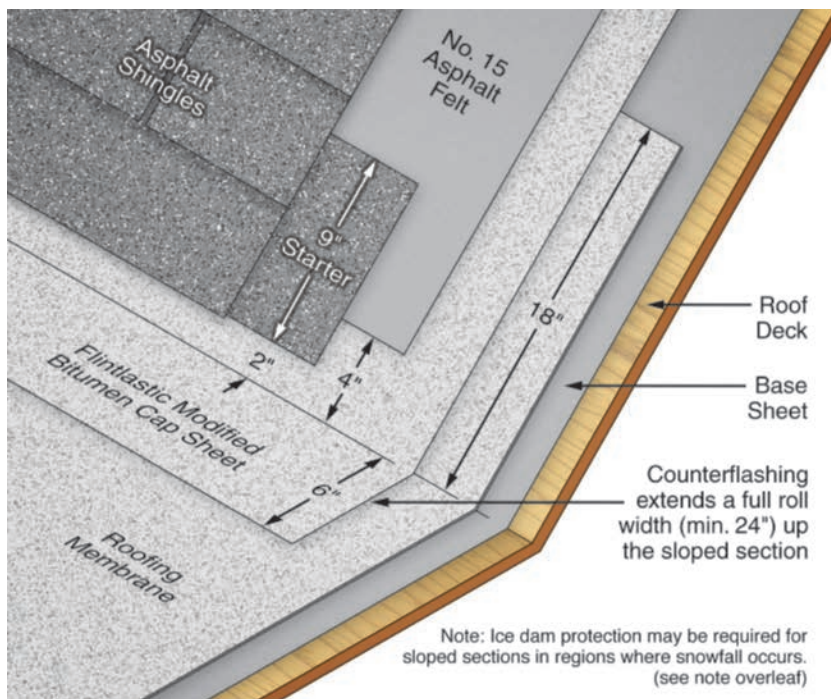 Asphalt
Shingles
No. 15
Asphalt
Felt
9"
Starter
18"
2"
4"
Flintlastic Modified
Bitumen Cap Sheet
6"
Roofing
Membrane
Roof
Deck
Base
Sheet
Counterflashing
extends a full roll
width (min. 24") up
the sloped section
Note: Ice dam protection may be required for
sloped sections in regions where snowfall occurs.
(see note overleaf)